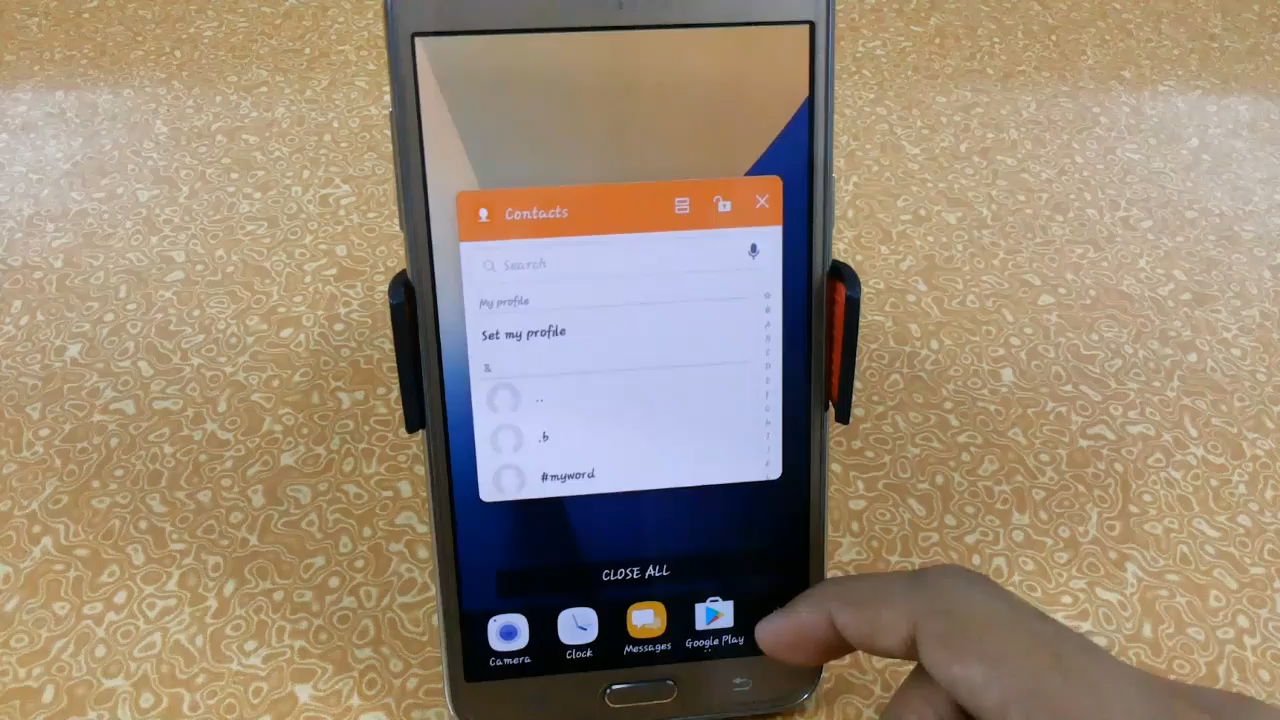 Contacts
Search
My profile
Set my profile
&
..
.b
#myword
CLOSE ALL
Camera
Clock
Messages
Google Play